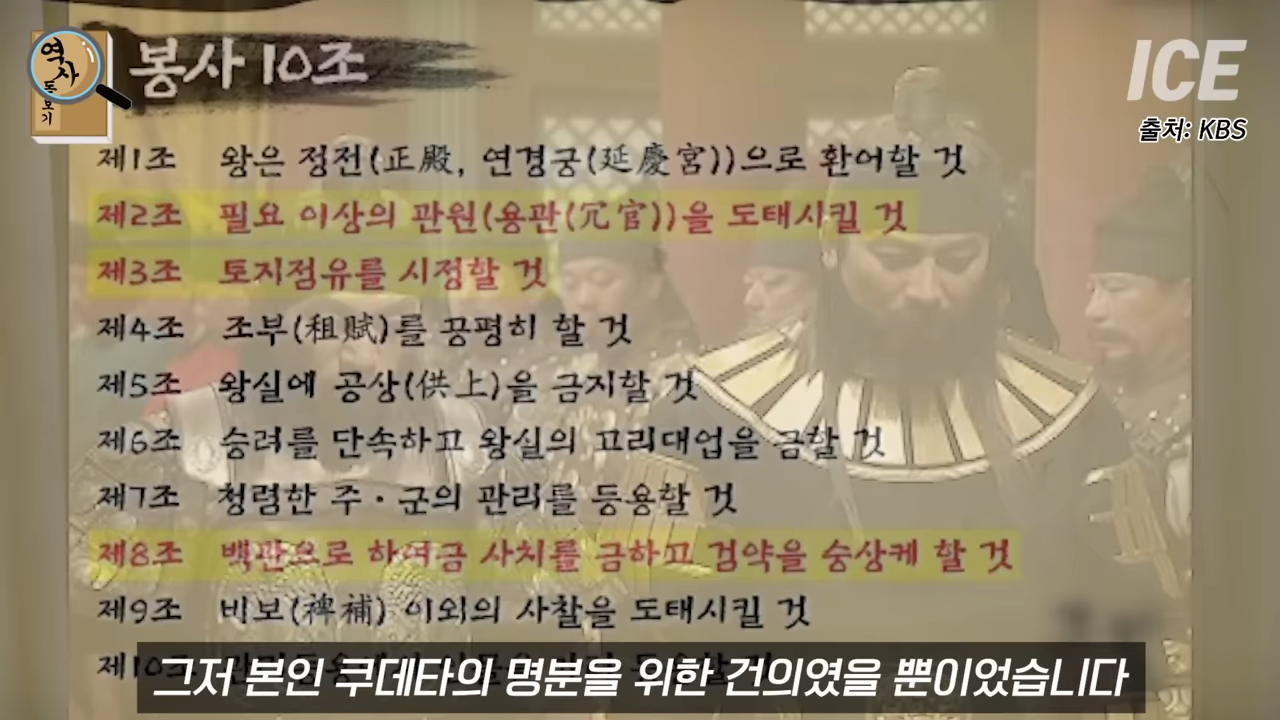 역사
돋보기
봉사 10조
ICE
출처: KBS
제1조 왕은 정전(正殿, 연경궁(延慶宮))으로 환어할 것
제2조 필요 이상의 관원(용관(冗官))을 도태시킬 것
제3조 토지점유를 시정할 것
제4조 조부(租賦)를 공평히 할 것
제5조 왕실에 공상(供上)을 금지할 것
제6조 승려를 단속하고 왕실의 고리대업을 금할 것
제7조 청렴한 주·군의 관리를 등용할 것
제8조 백관으로 하여금 사치를 금하고 검약을 숭상케 할 것
제9조 비보(裨補) 이외의 사찰을 도태시킬 것
제10조
그저 본인 쿠데타의 명분을 위한 건의였을 뿐이었습니다